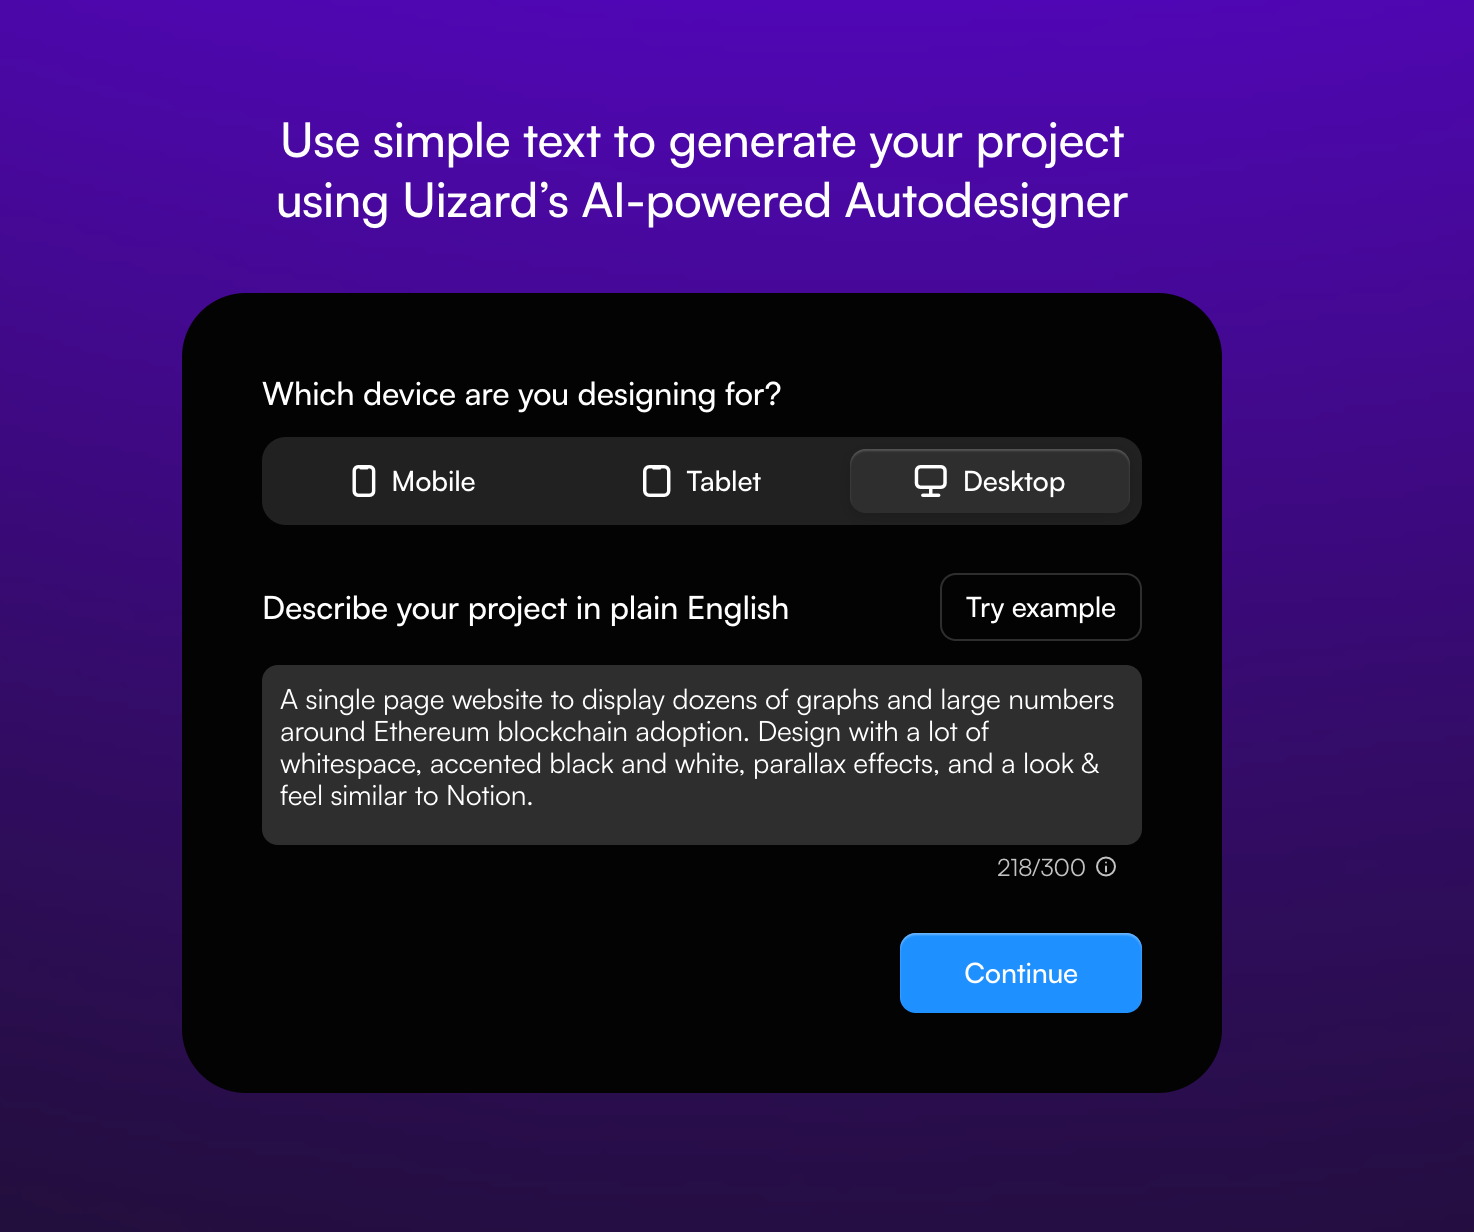 Use simple text to generate your project
using Uizard’s AI-powered Autodesigner
Which device are you designing for?
Mobile
Tablet
Desktop
Describe your project in plain English
Try example
A single page website to display dozens of graphs and large numbers
around Ethereum blockchain adoption. Design with a lot of
whitespace, accented black and white, parallax effects, and a look &
feel similar to Notion.
218/300
Continue